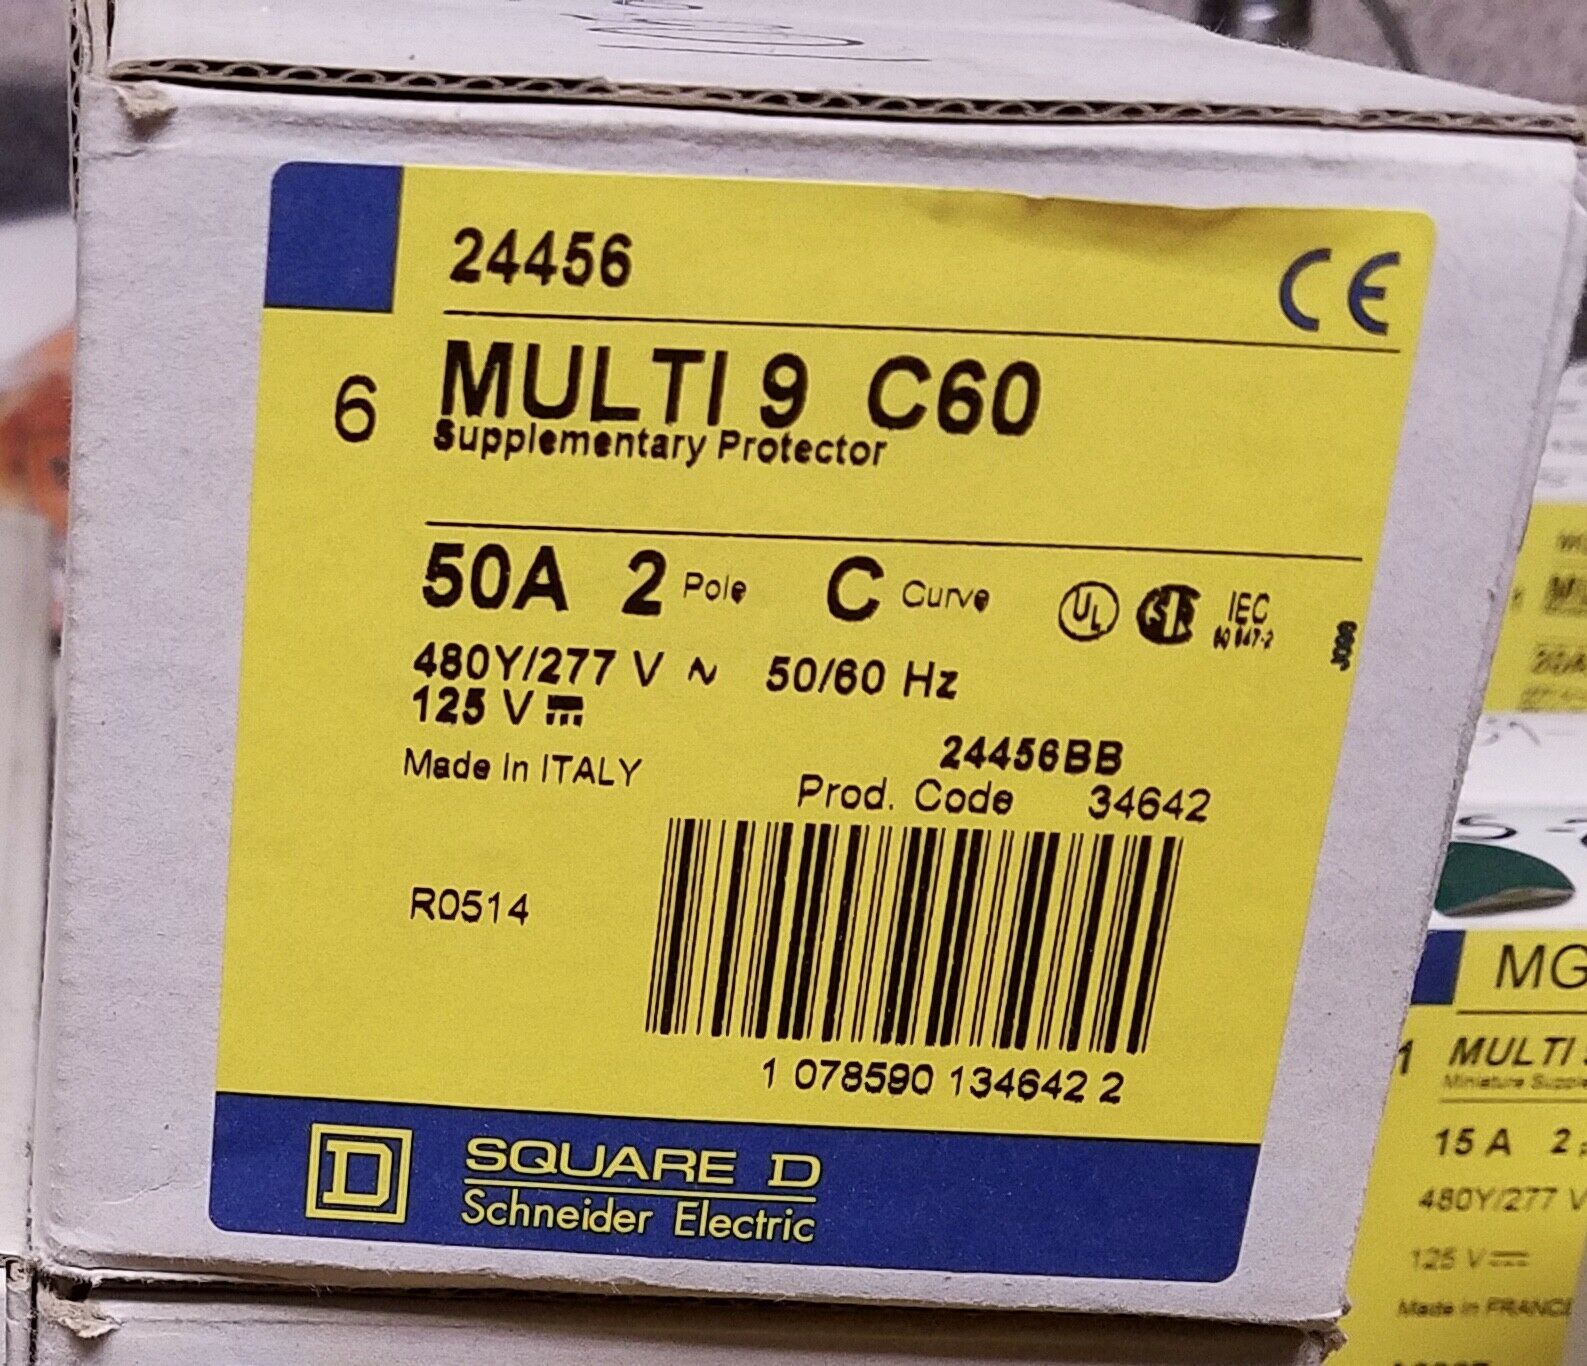 24456
CE
6
MULTI 9 C60
Supplementary Protector
50A 2 Pole C Curve UL IEC
480Y/277 V ~ 50/60 Hz
125 V
Made in ITALY
24456BB
Prod. Code 34642
R0514
1 078590 134642 2
D
SQUARE D
Schneider Electric
MG
1 MULTI
Miniature
15 A 2
480Y/277 V
125 V
Made in FRANCE